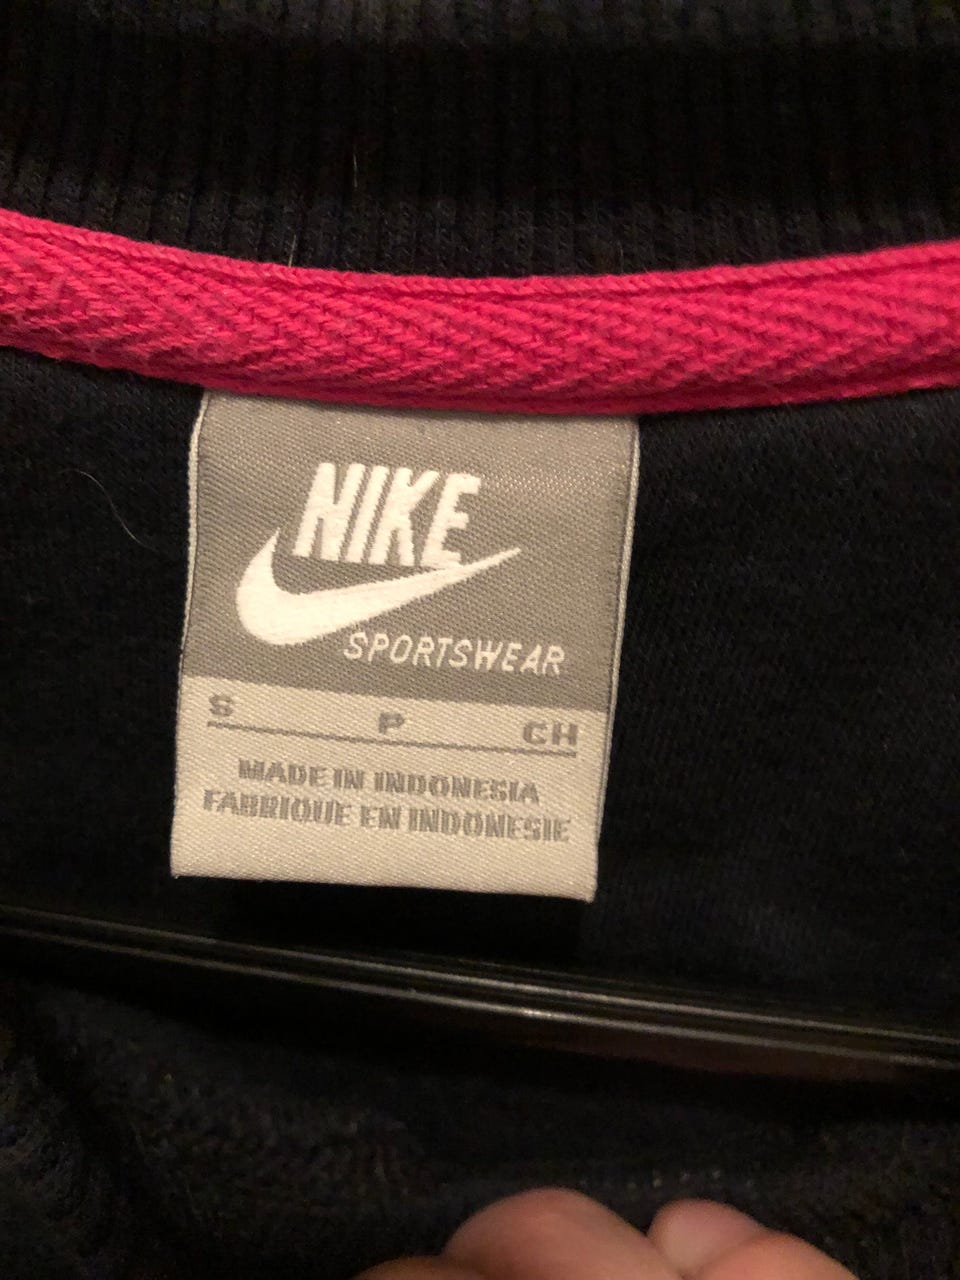 NIKE
SPORTSWEAR
S P CH
MADE IN INDONESIA
FABRIQUE EN INDONESIE